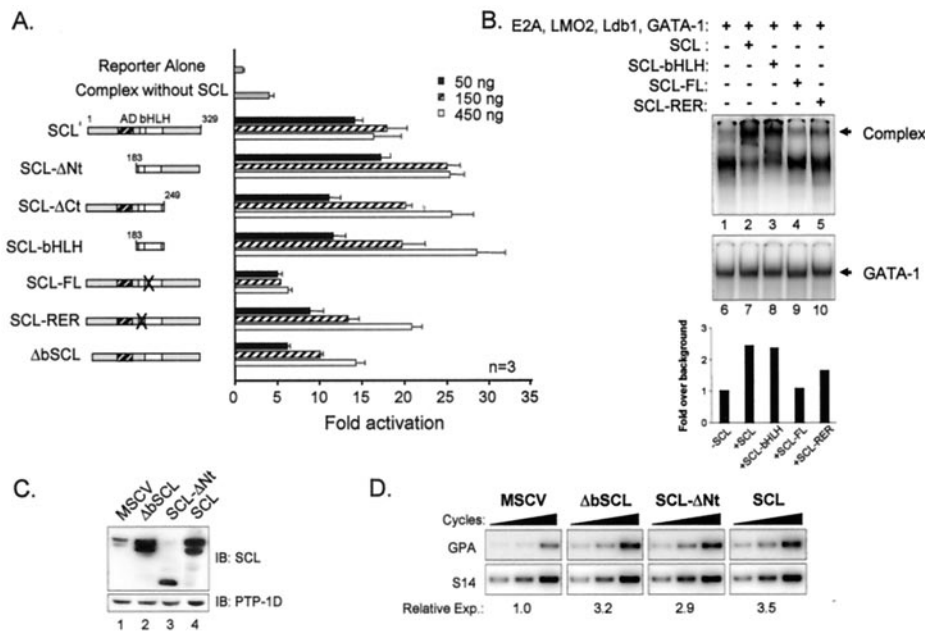 A.
Reporter Alone
Complex without SCL
1 AD bHLH 329
SCL
183
SCL-ΔNt
249
SCL-ΔCt
183
SCL-bHLH
SCL-FL
SCL-RER
ΔbSCL
50 ng
150 ng
450 ng
n=3
0 5 10 15 20 25 30 35
Fold activation
B.
E2A, LMO2, Ldb1, GATA-1: + + + + +
SCL : - + - - -
SCL-bHLH: - - + - -
SCL-FL: - - - + -
SCL-RER: - - - - +
Complex
1 2 3 4 5
GATA-1
6 7 8 9 10
Fold over background
3
2
1
0
-SCL
+SCL
+SCL-bHLH
+SCL-FL
+SCL-RER
C.
MSCV
ΔbSCL
SCL-ΔNt
SCL
IB: SCL
IB: PTP-1D
1 2 3 4
D.
MSCV ΔbSCL SCL-ΔNt SCL
Cycles:
GPA
S14
Relative Exp.: 1.0 3.2 2.9 3.5